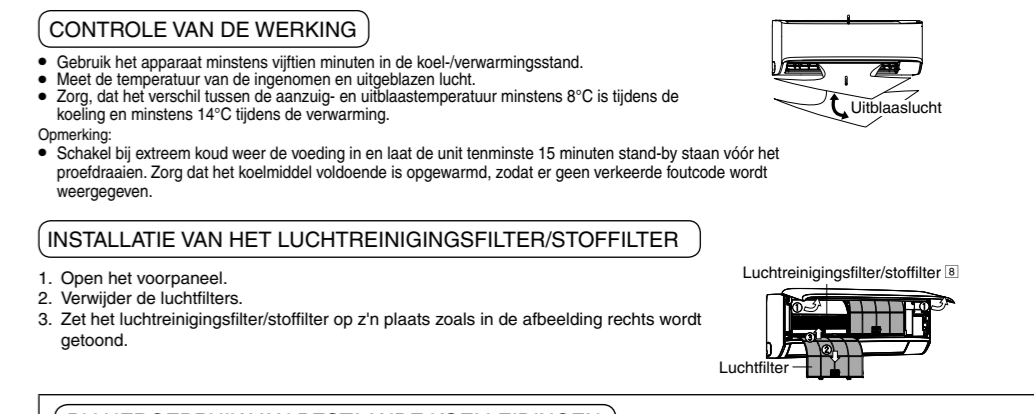 CONTROLE VAN DE WERKING
● Gebruik het apparaat minstens vijftien minuten in de koel-/verwarmingsstand.
● Meet de temperatuur van de ingenomen en uitgeblazen lucht.
● Zorg, dat het verschil tussen de aanzuig- en uitblaastemperatuur minstens 8°C is tijdens de
koeling en minstens 14°C tijdens de verwarming.
Uitblaaslucht
Opmerking:
● Schakel bij extreem koud weer de voeding in en laat de unit tenminste 15 minuten stand-by staan vóór het
proefdraaien. Zorg dat het koelmiddel voldoende is opgewarmd, zodat er geen verkeerde foutcode wordt
weergegeven.
INSTALLATIE VAN HET LUCHTREINIGINGSFILTER/STOFFILTER
1. Open het voorpaneel.
2. Verwijder de luchtfilters.
3. Zet het luchtreinigingsfilter/stoffilter op z'n plaats zoals in de afbeelding rechts wordt
getoond.
Luchtreinigingsfilter/stoffilter 8
① ①
③
②
Luchtfilter